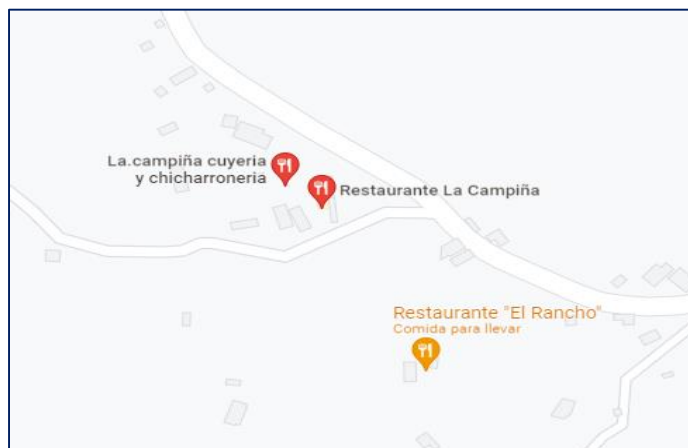 La.campiña cuyeria
y chicharroneria
Restaurante La Campiña
Restaurante "El Rancho"
Comida para llevar